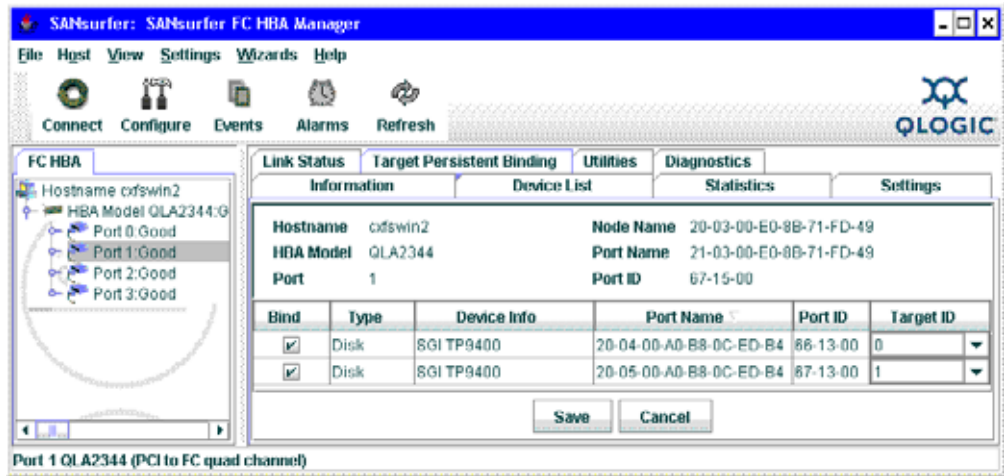 SANsurfer: SANsurfer FC HBA Manager
File Host View Settings Wizards Help
Connect Configure Events Alarms Refresh
QLOGIC
FC HBA
Hostname cxfswin2
HBA Model QLA2344:G
Port 0:Good
Port 1:Good
Port 2:Good
Port 3:Good
Link Status Target Persistent Binding Utilities Diagnostics
Information Device List Statistics Settings
Hostname cxfswin2 Node Name 20-03-00-E0-8B-71-FD-49
HBA Model QLA2344 Port Name 21-03-00-E0-8B-71-FD-49
Port 1 Port ID 67-15-00
Bind Type Device Info Port Name Port ID Target ID
Disk SGI TP9400 20-04-00-A0-B8-0C-ED-B4 66-13-00 0
Disk SGI TP9400 20-05-00-A0-B8-0C-ED-B4 67-13-00 1
Save Cancel
Port 1 QLA2344 (PCI to FC quad channel)